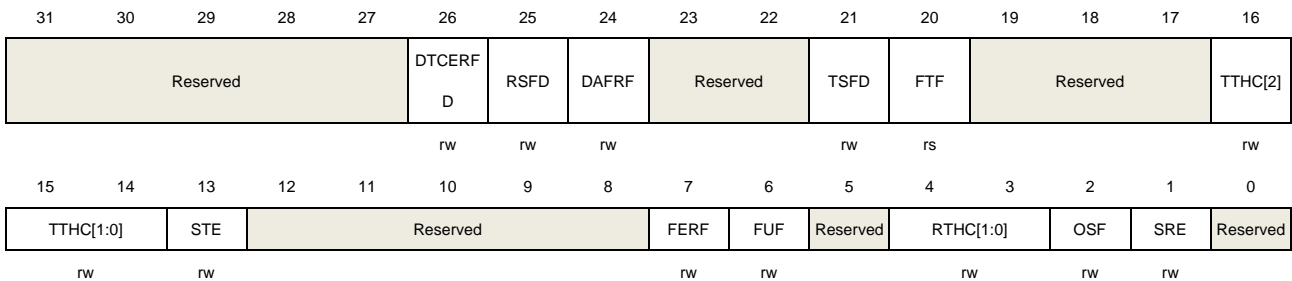 31 30 29 28 27 26 25 24 23 22 21 20 19 18 17 16
Reserved DTCERF D RSFD DAFRF Reserved TSFD FTF Reserved TTHC[2]
rw rw rw rw rs rw
15 14 13 12 11 10 9 8 7 6 5 4 3 2 1 0
TTHC[1:0] STE Reserved FERF FUF Reserved RTHC[1:0] OSF SRE Reserved
rw rw rw rw rw rw rw